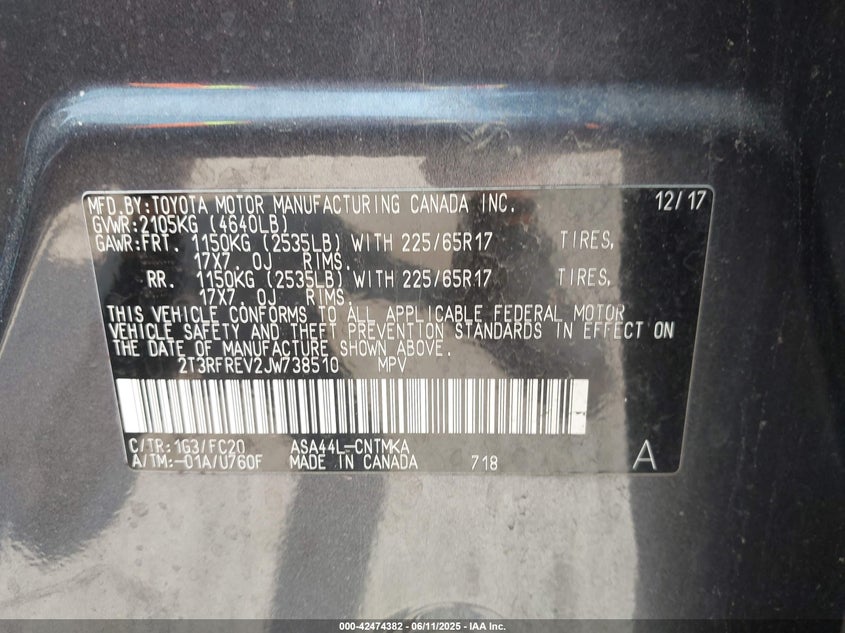 MFD.BY:TOYOTA MOTOR MANUFACTURING CANADA INC. 12/17
GVWR:2105KG (4640LB)
GAWR:FRT. 1150KG (2535LB) WITH 225/65R17 TIRES,
17X7.0J RIMS.
RR. 1150KG (2535LB) WITH 225/65R17 TIRES,
17X7.0J RIMS.
THIS VEHICLE CONFORMS TO ALL APPLICABLE FEDERAL MOTOR
VEHICLE SAFETY AND THEFT PREVENTION STANDARDS IN EFFECT ON
THE DATE OF MANUFACTURE SHOWN ABOVE.
2T3RFREV2JW738510 MPV
C/TR:1G3/FC20 ASA44L-CNTMKA
A/TM:-01A/U760F MADE IN CANADA 718 A
000-42474382 - 06/11/2025 - IAA Inc.